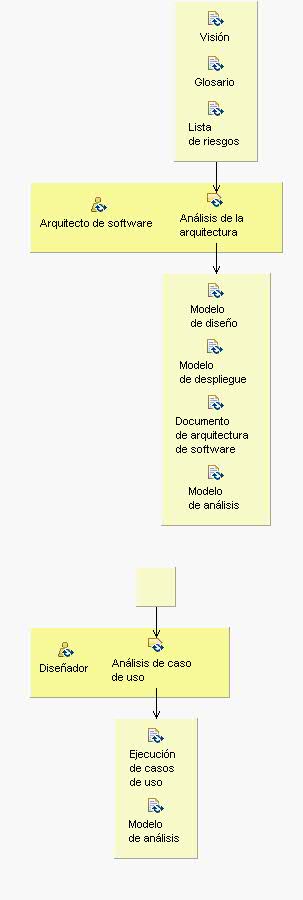 Visión
Glosario
Lista
de riesgos
Arquitecto de software
Análisis de la
arquitectura
Modelo
de diseño
Modelo
de despliegue
Documento
de arquitectura
de software
Modelo
de análisis
Diseñador
Análisis de caso
de uso
Ejecución
de casos
de uso
Modelo
de análisis